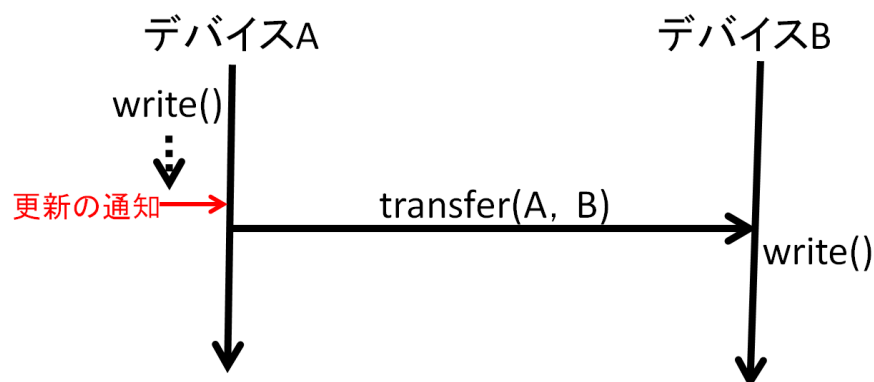 デバイスA
デバイスB
write()
更新の通知
transfer(A, B)
write()